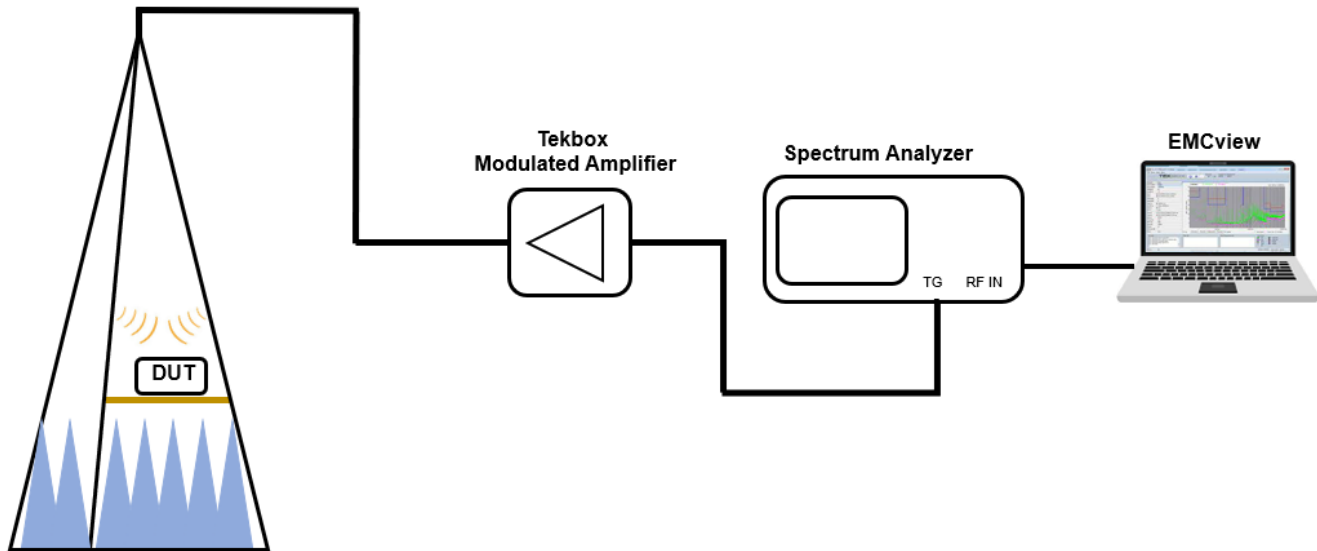 Tekbox
Modulated Amplifier
Spectrum Analyzer
EMCview
TG RF IN
DUT